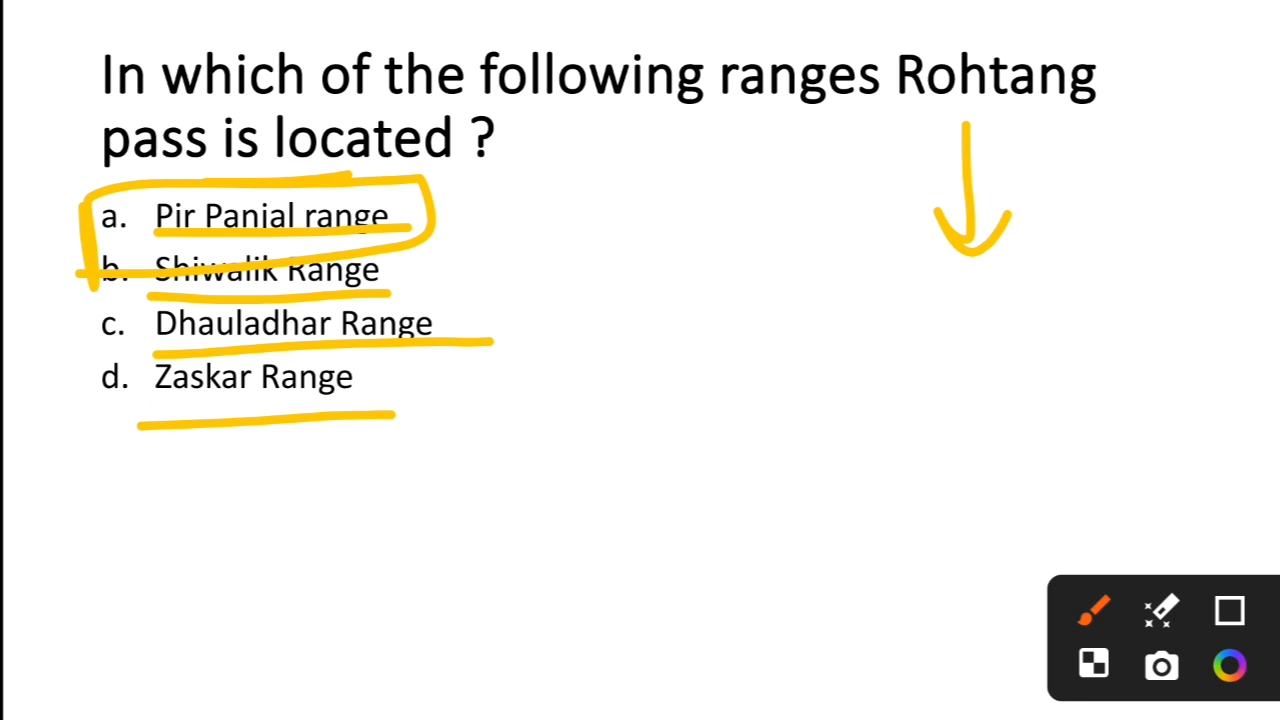 In which of the following ranges Rohtang
pass is located ?
a. Pir Panjal range
b. Shiwalik Range
c. Dhauladhar Range
d. Zaskar Range